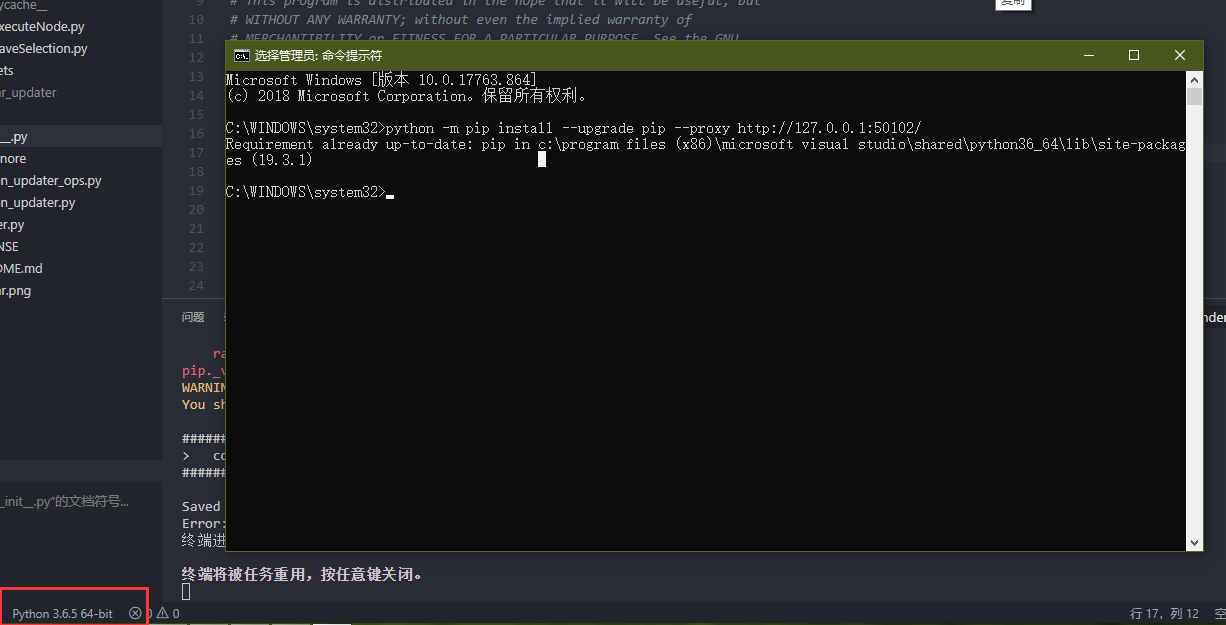 ycache__
xecuteNode.py
aveSelection.py
ets
ar_updater
__.py
nore
on_updater_ops.py
on_updater.py
er.py
NSE
OME.md
ar.png
_init__.py"的文档符号...
复制
9 # This program is distributed in the hope that it will be useful, but
10 # WITHOUT ANY WARRANTY; without even the implied warranty of
11 # MERCHANTIBILITY or FITNESS FOR A PARTICULAR PURPOSE. See the GNU
12
13
14
15
16
17
18
19
20
21
22
23
24
选择管理员: 命令提示符
Microsoft Windows [版本 10.0.17763.864]
(c) 2018 Microsoft Corporation。保留所有权利。
C:\WINDOWS\system32>python -m pip install --upgrade pip --proxy http://127.0.0.1:50102/
Requirement already up-to-date: pip in c:\program files (x86)\microsoft visual studio\shared\python36_64\lib\site-packag
es (19.3.1)
C:\WINDOWS\system32>
问题
nder
ra
pip._v
WARNIN
You sh
######
> co
######
Saved
Error:
终端进
终端将被任务重用，按任意键关闭。
Python 3.6.5 64-bit 0 0
行 17，列 12 空